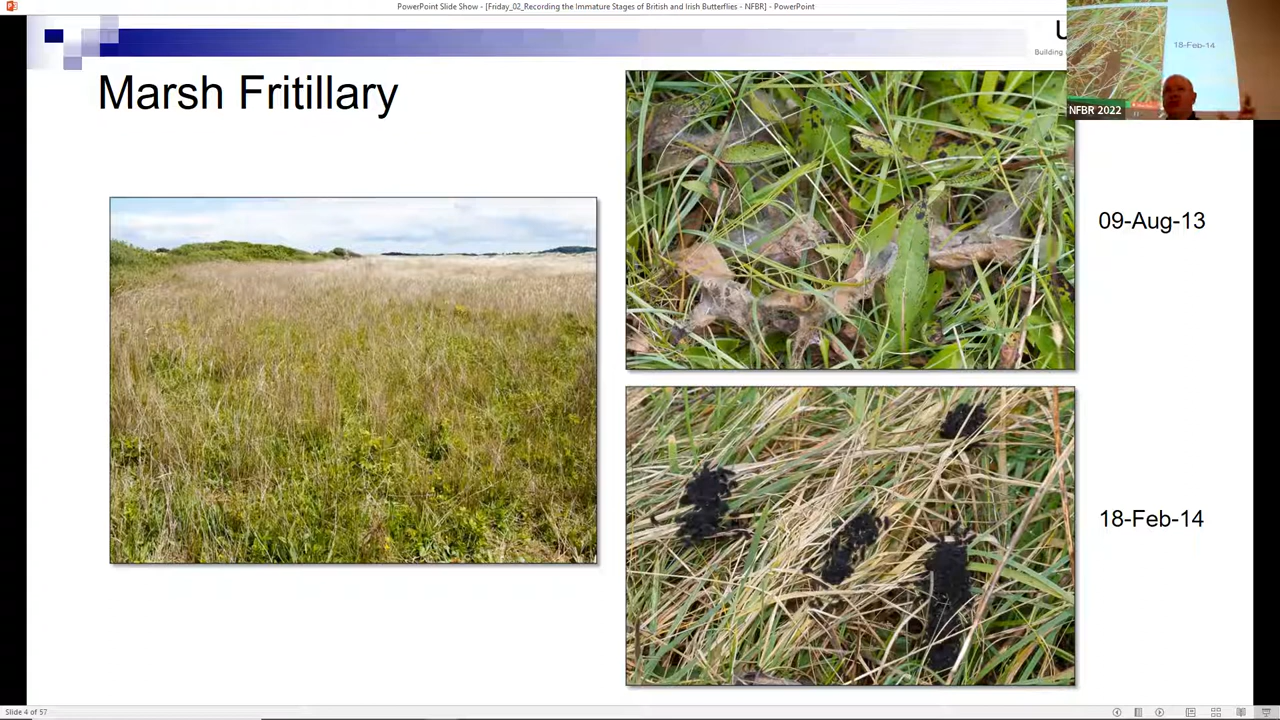 PowerPoint Slide Show - [Friday_02_Recording the Immature Stages of British and Irish Butterflies - NFBR] - PowerPoint
U
Building
18-Feb-14
NFBR 2022
Marsh Fritillary
09-Aug-13
18-Feb-14
Slide 4 of 57